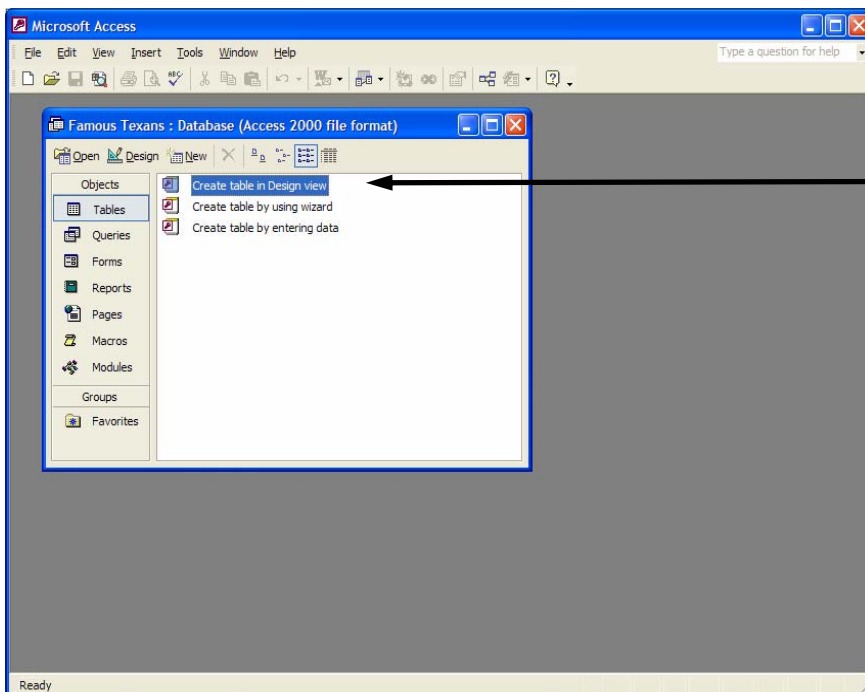 Microsoft Access
File Edit View Insert Tools Window Help
Type a question for help
Famous Texans : Database (Access 2000 file format)
Open Design New
Objects
Tables
Queries
Forms
Reports
Pages
Macros
Modules
Groups
Favorites
Create table in Design view
Create table by using wizard
Create table by entering data
Ready